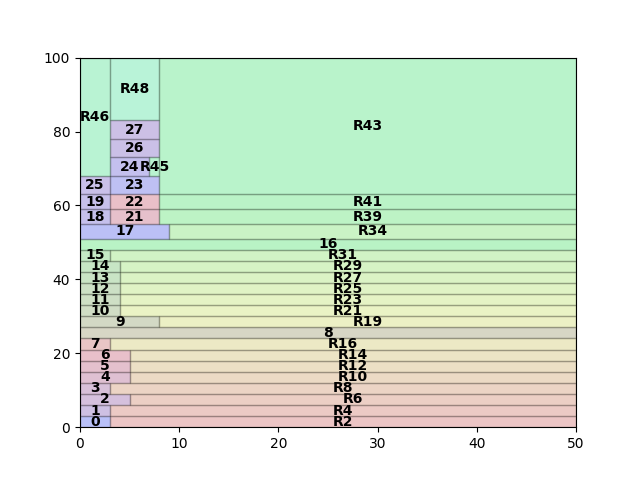 100
R48
R46
R43
27
80
26
24 R45
25 23
60
19 22 R41
18 21 R39
17 R34
16
15 R31
14 R29
40
13 R27
12 R25
11 R23
10 R21
9 R19
8
7 R16
20
6 R14
5 R12
4 R10
3 R8
2 R6
1 R4
0 R2
0
0 10 20 30 40 50